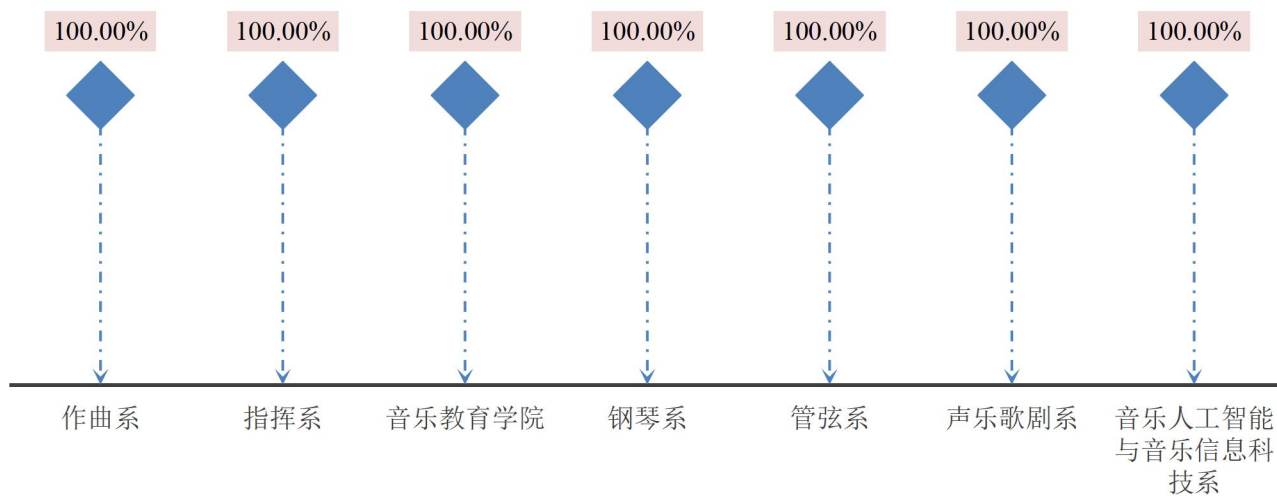 100.00%
100.00%
100.00%
100.00%
100.00%
100.00%
100.00%
作曲系
指挥系
音乐教育学院
钢琴系
管弦系
声乐歌剧系
音乐人工智能
与音乐信息科
技系